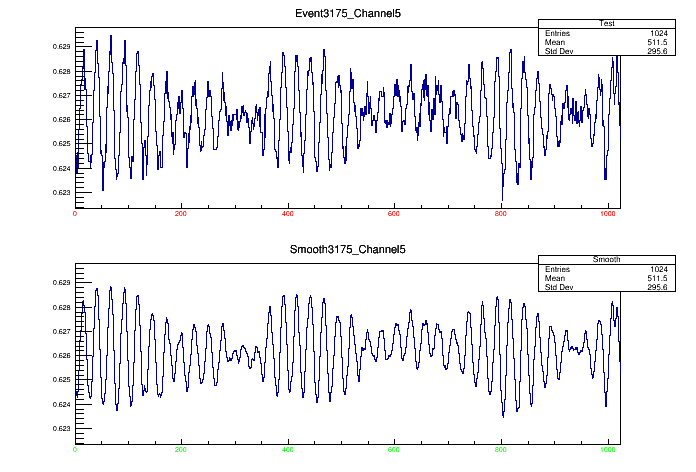 Event3175_Channel5
Test
Entries 1024
Mean 511.5
Std Dev 295.6
0.629
0.628
0.627
0.626
0.625
0.624
0.623
0 200 400 600 800 1000
Smooth3175_Channel5
Smooth
Entries 1024
Mean 511.5
Std Dev 295.6
0.629
0.628
0.627
0.626
0.625
0.624
0.623
0 200 400 600 800 1000